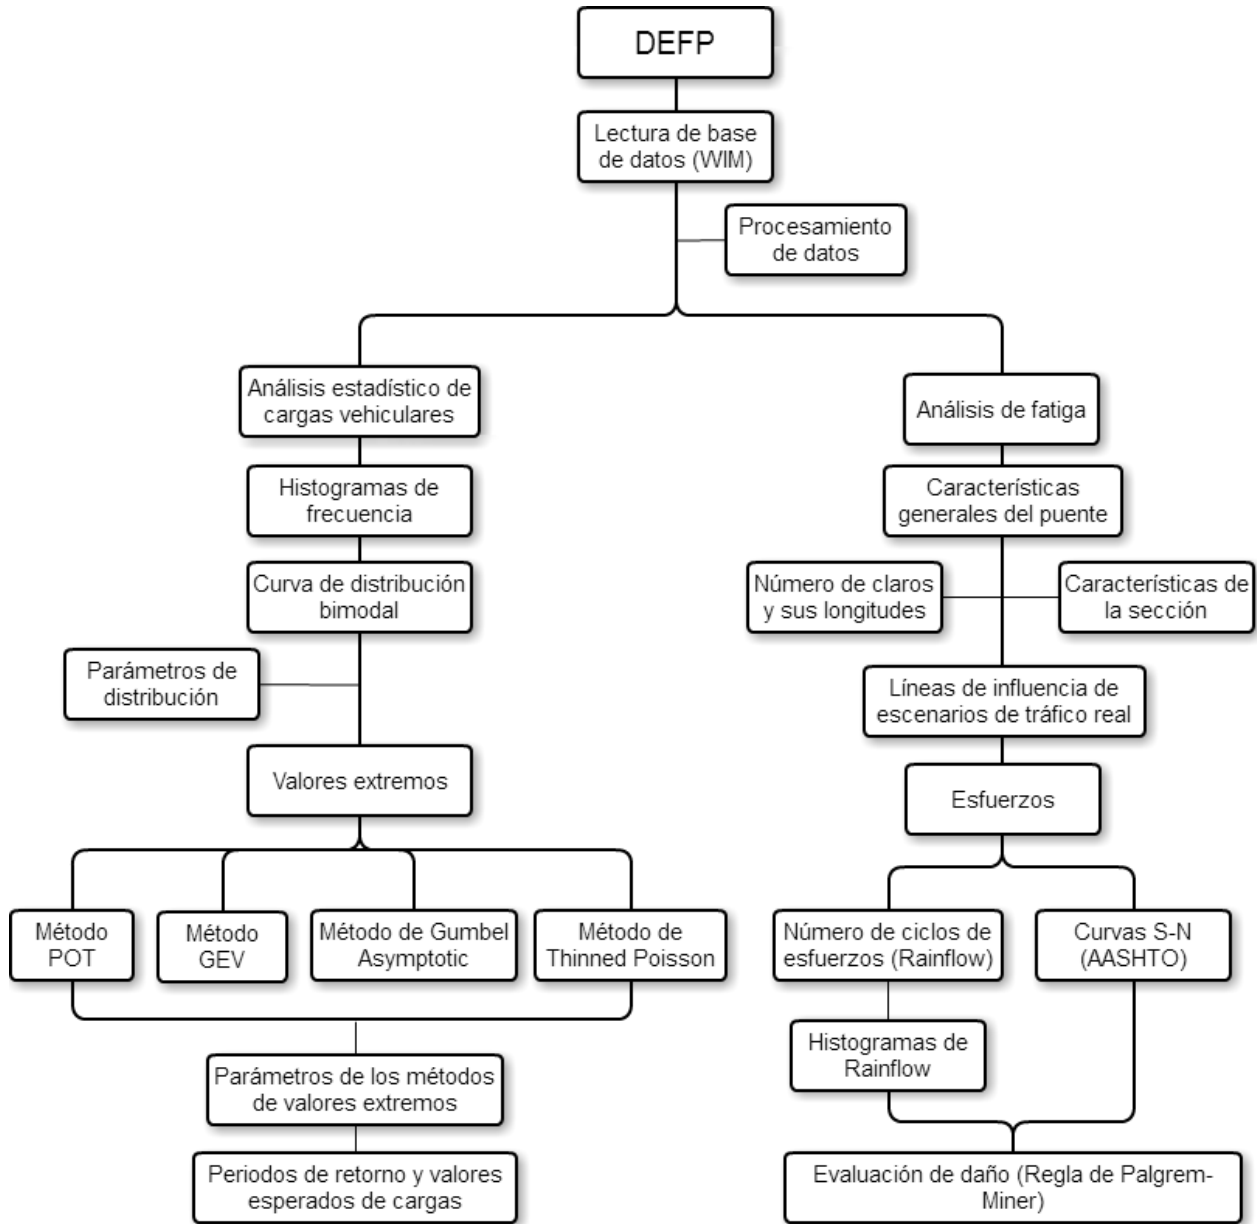 DEFP
Lectura de base
de datos (WIM)
Procesamiento
de datos
Análisis estadístico de
cargas vehiculares
Histogramas de
frecuencia
Curva de distribución
bimodal
Parámetros de
distribución
Valores extremos
Método
POT
Método
GEV
Método de Gumbel
Asymptotic
Método de
Thinned Poisson
Parámetros de los métodos
de valores extremos
Periodos de retorno y valores
esperados de cargas
Análisis de fatiga
Características
generales del puente
Número de claros
y sus longitudes
Características de
la sección
Líneas de influencia de
escenarios de tráfico real
Esfuerzos
Número de ciclos de
esfuerzos (Rainflow)
Curvas S-N
(AASHTO)
Histogramas de
Rainflow
Evaluación de daño (Regla de Palgrem-
Miner)